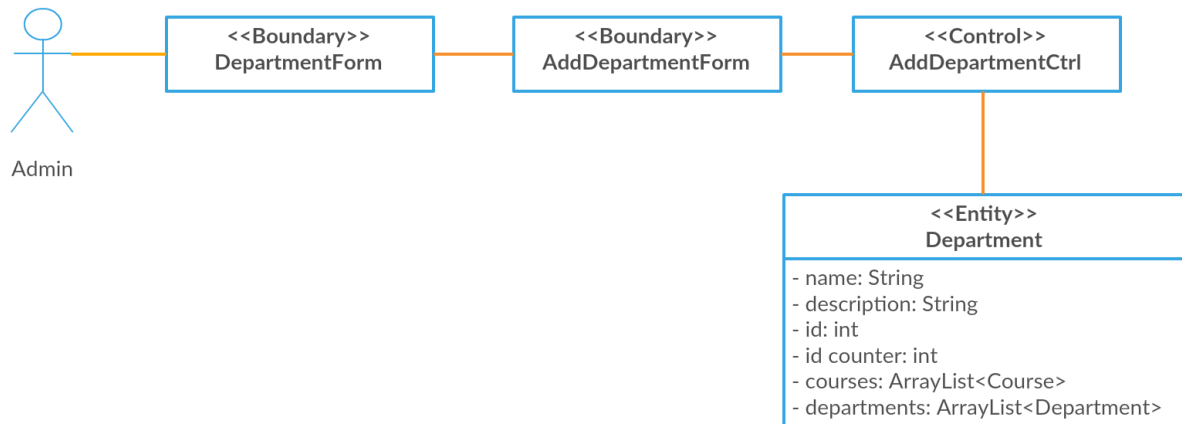 <<Boundary>>
DepartmentForm
<<Boundary>>
AddDepartmentForm
<<Control>>
AddDepartmentCtrl
Admin
<<Entity>>
Department
- name: String
- description: String
- id: int
- id counter: int
- courses: ArrayList<Course>
- departments: ArrayList<Department>